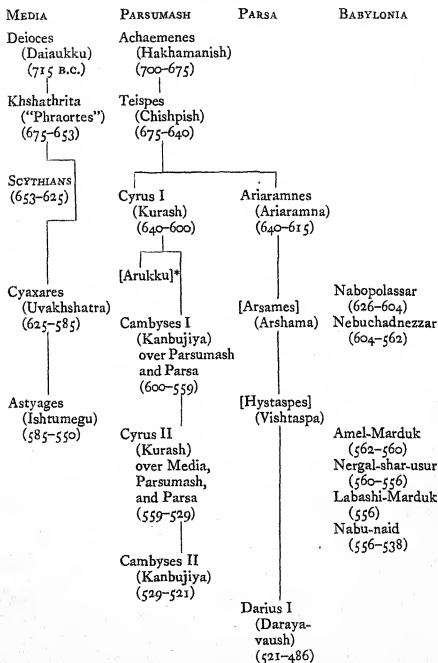 MEDIA
Deioces
(Daiaukku)
(715 B.C.)
Khshathrita
("Phraortes")
(675–653)
SCYTHIANS
(653–625)
Cyaxares
(Uvakhshatra)
(625–585)
Astyages
(Ishtumegu)
(585–550)
PARSUMASH
Achaemenes
(Hakhamanish)
(700–675)
Teispes
(Chishpish)
(675–640)
Cyrus I
(Kurash)
(640–600)
[Arukku]*
Cambyses I
(Kanbujiya)
over Parsumash
and Parsa
(600–559)
Cyrus II
(Kurash)
over Media,
Parsumash,
and Parsa
(559–529)
Cambyses II
(Kanbujiya)
(529–521)
PARSA
Ariaramnes
(Ariaramna)
(640–615)
[Arsames]
(Arshama)
[Hystaspes]
(Vishtaspa)
Darius I
(Daraya-
vaush)
(521–486)
BABYLONIA
Nabopolassar
(626–604)
Nebuchadnezzar
(604–562)
Amel-Marduk
(562–560)
Nergal-shar-usur
(560–556)
Labashi-Marduk
(556)
Nabu-naid
(556–538)